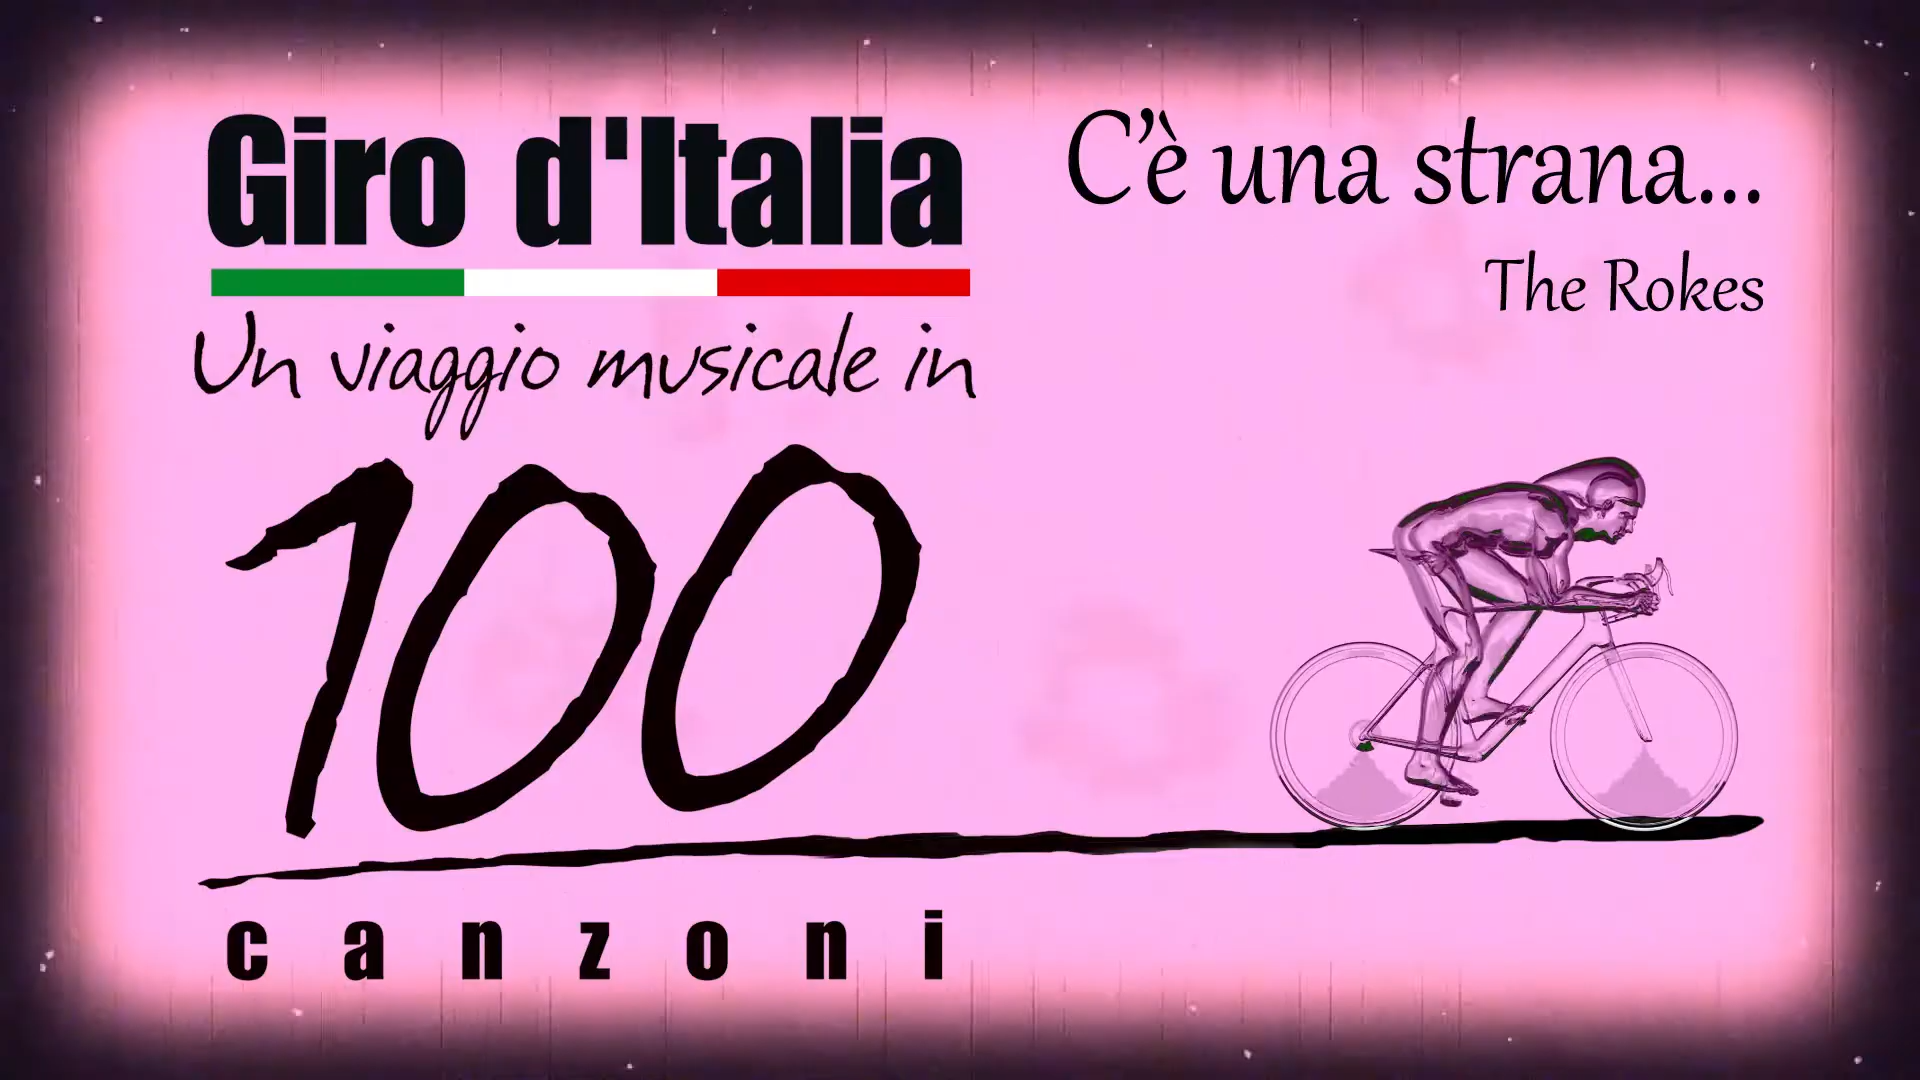 Giro d'Italia
Un viaggio musicale in
100
canzoni
C'è una strana...
The Rokes